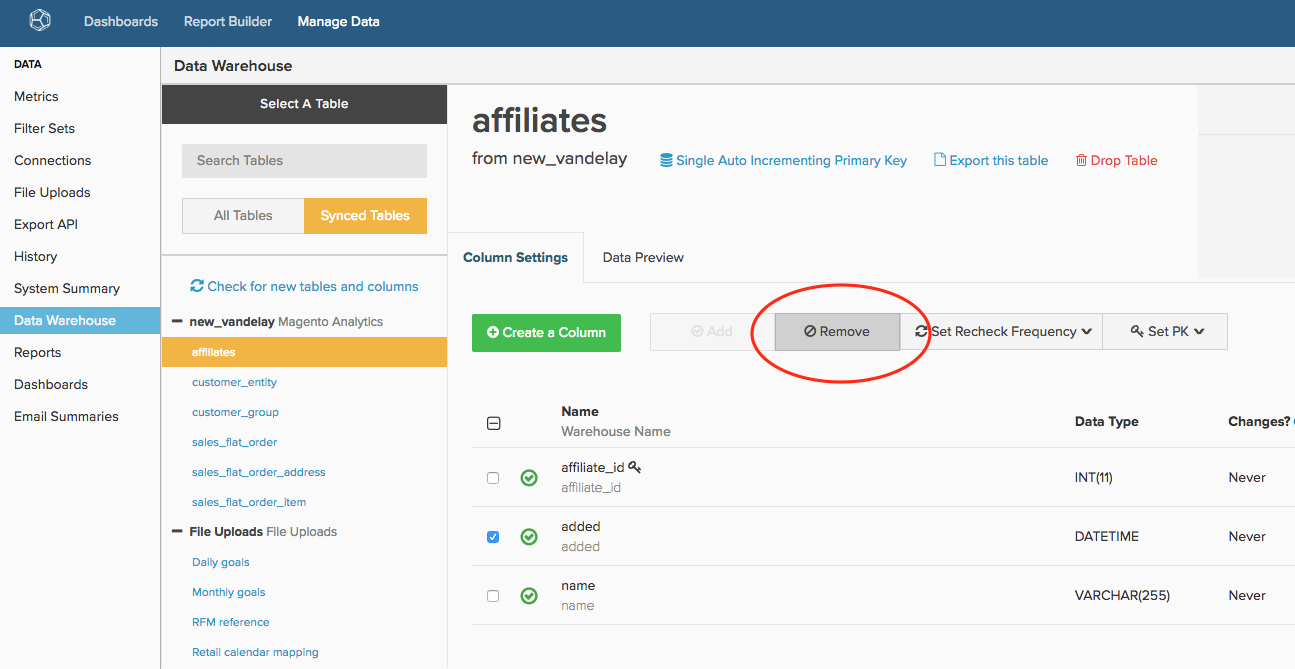 Dashboards Report Builder Manage Data
DATA
Metrics
Filter Sets
Connections
File Uploads
Export API
History
System Summary
Data Warehouse
Reports
Dashboards
Email Summaries
Data Warehouse
Select A Table
Search Tables
All Tables Synced Tables
Check for new tables and columns
new_vandelay Magento Analytics
affiliates
customer_entity
customer_group
sales_flat_order
sales_flat_order_address
sales_flat_order_item
File Uploads File Uploads
Daily goals
Monthly goals
RFM reference
Retail calendar mapping
affiliates
from new_vandelay Single Auto Incrementing Primary Key Export this table Drop Table
Column Settings Data Preview
Create a Column Add Remove Set Recheck Frequency Set PK
Name Data Type Changes?
Warehouse Name
affiliate_id INT(11) Never
affiliate_id
added DATETIME Never
added
name VARCHAR(255) Never
name